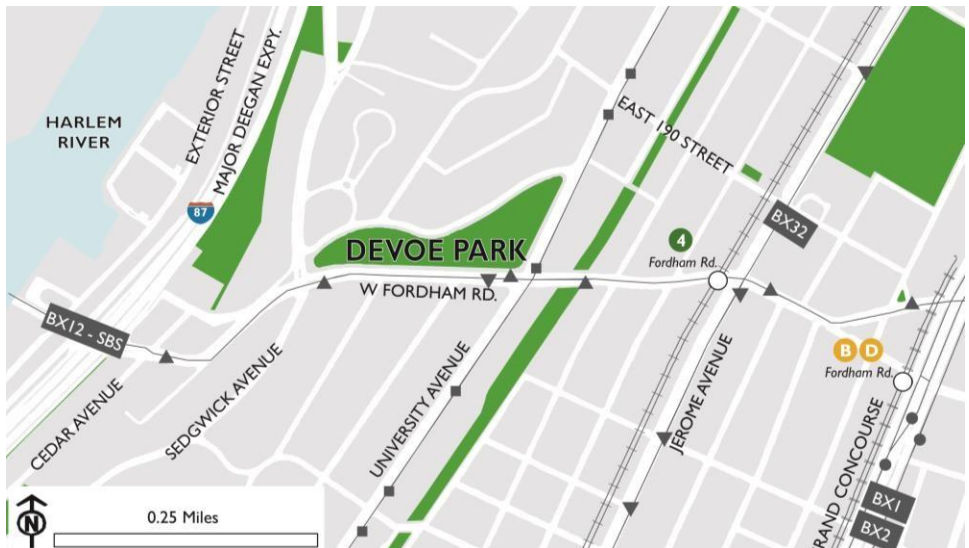 HARLEM
RIVER
EXTERIOR STREET
MAJOR DEEGAN EXPY.
87
EAST 190 STREET
BX32
DEVOE PARK
W FORDHAM RD.
4
Fordham Rd.
BX12 - SBS
B D
Fordham Rd.
CEDAR AVENUE
SEDGWICK AVENUE
UNIVERSITY AVENUE
JEROME AVENUE
RAND CONCOURSE
BX1
BX2
N
0.25 Miles